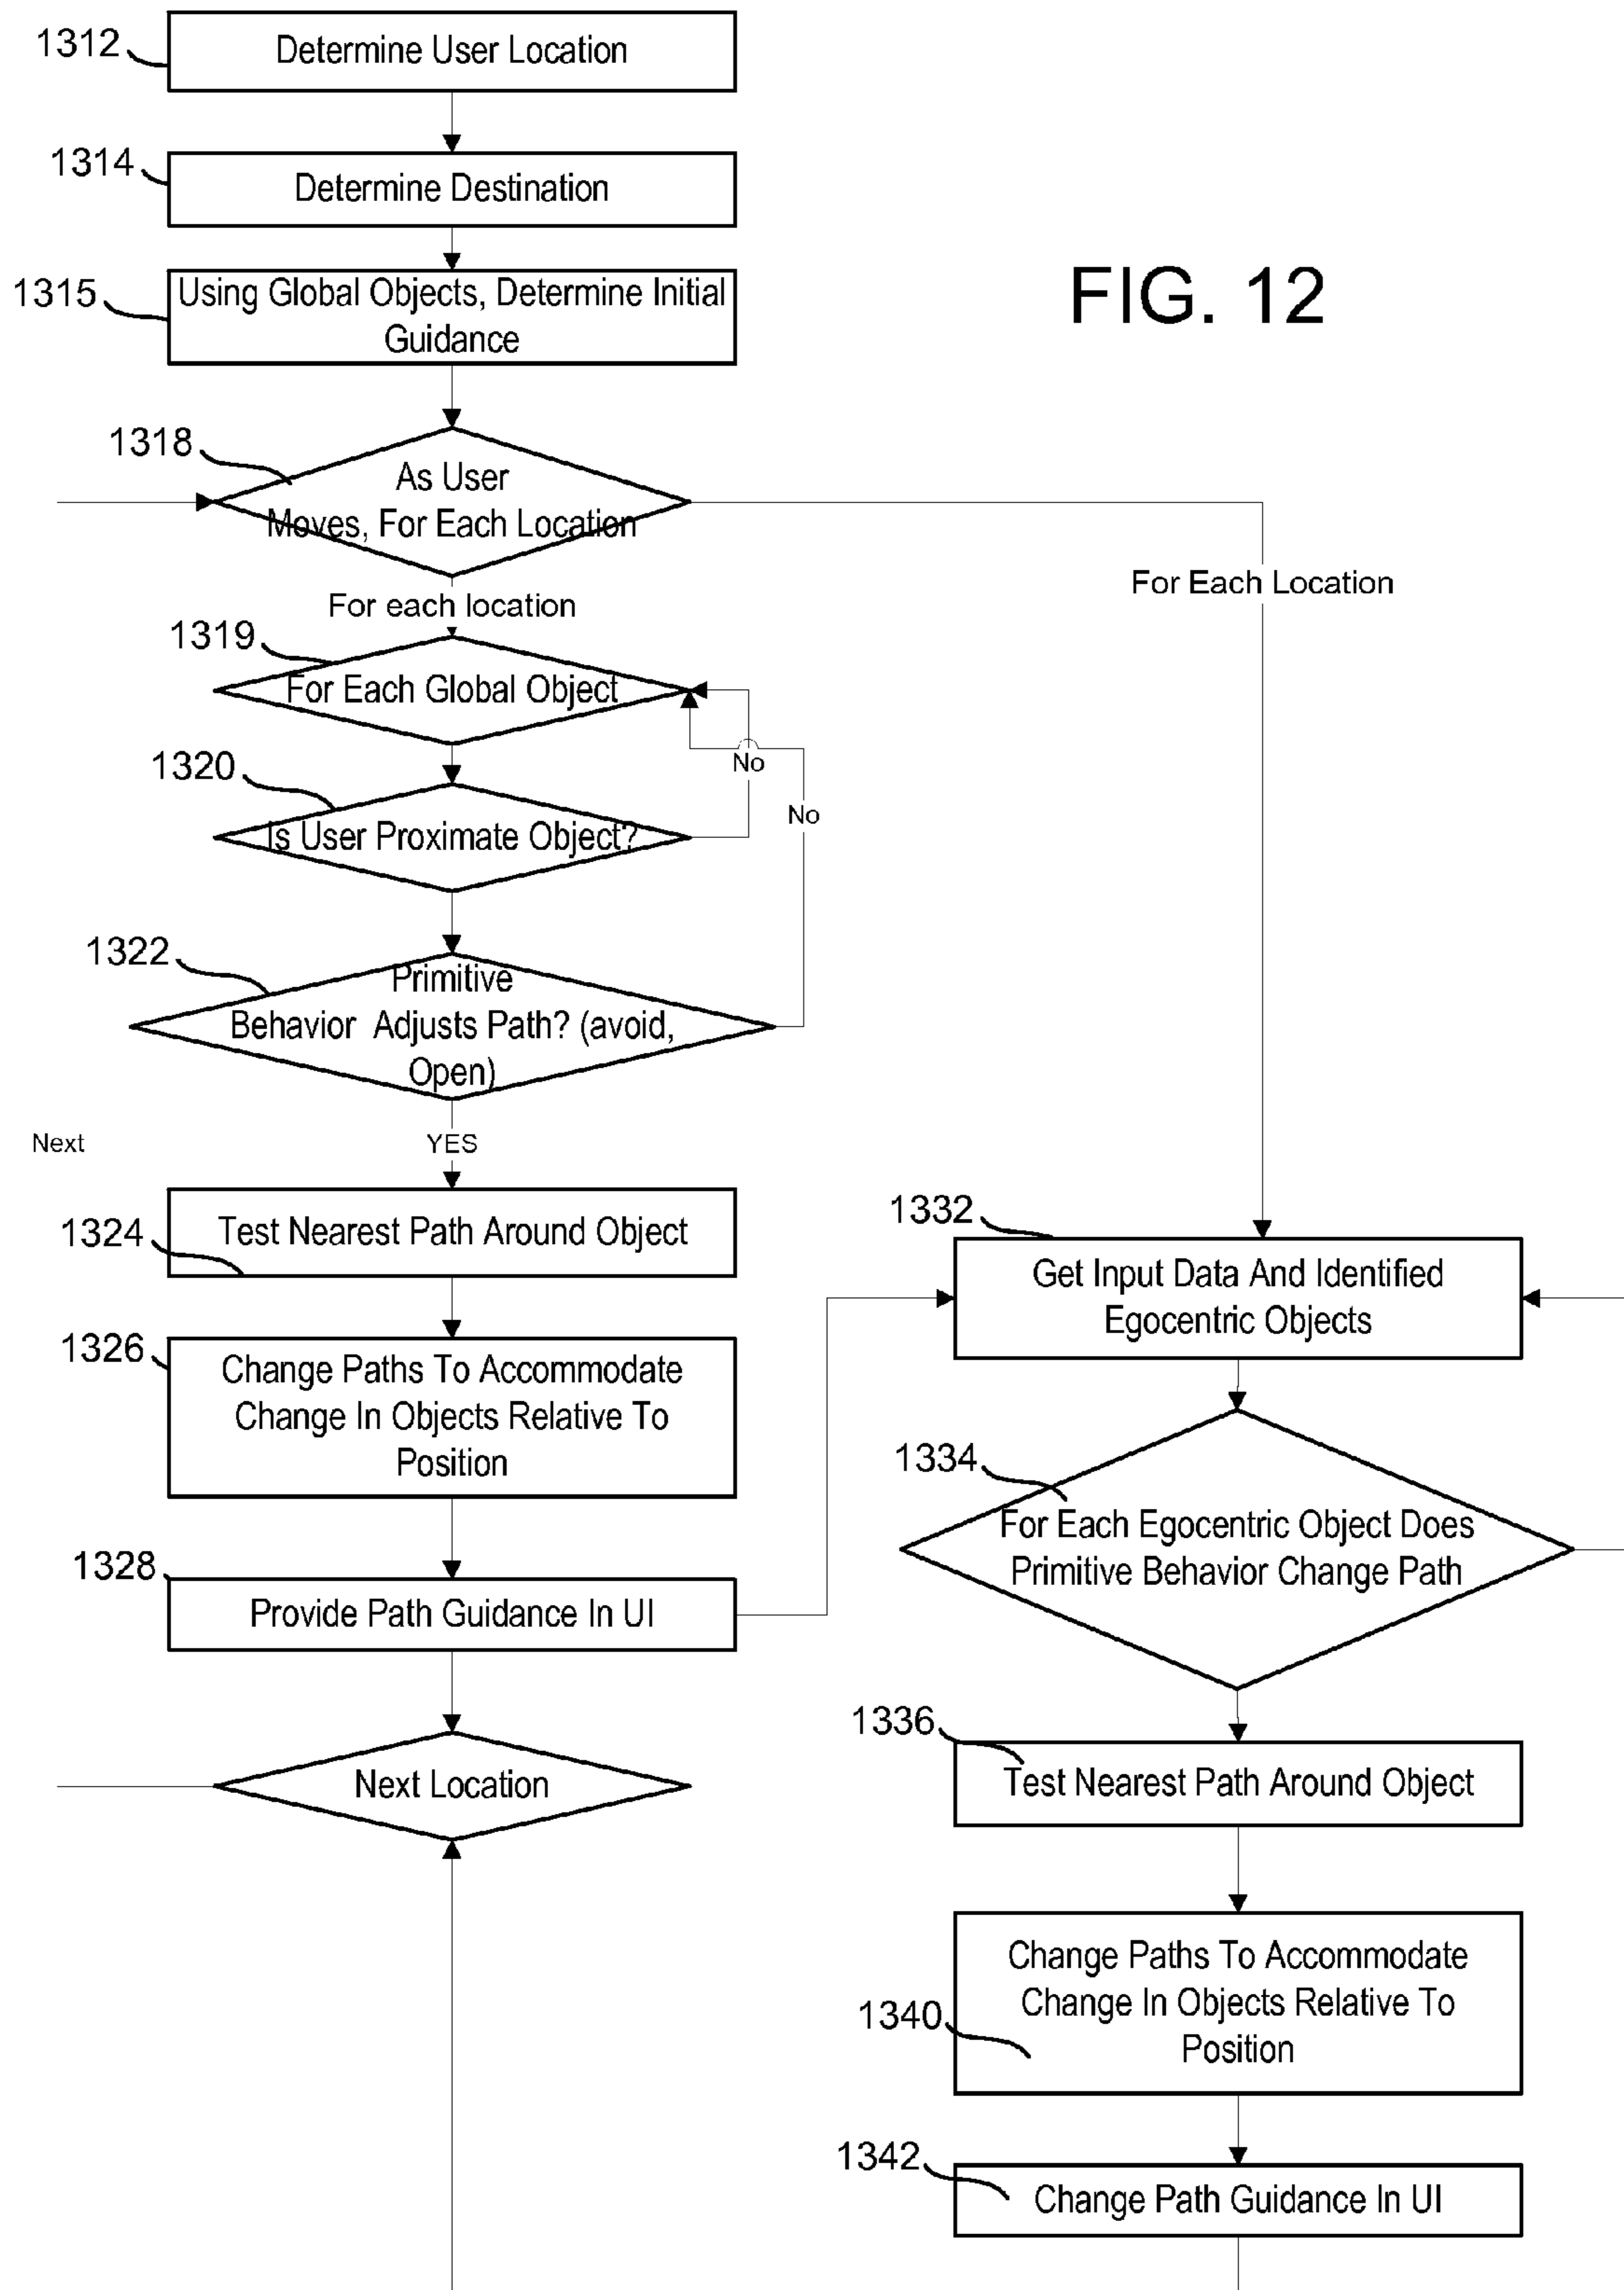 1312
Determine User Location
1314
Determine Destination
FIG. 12
1315
Using Global Objects, Determine Initial
Guidance
1318
As User
Moves, For Each Location
For Each Location
For each location
1319
For Each Global Object
No
1320
Is User Proximate Object?
No
1322
Primitive
Behavior Adjusts Path? (avoid,
Open)
Next
YES
1324
Test Nearest Path Around Object
1326
Change Paths To Accommodate
Change In Objects Relative To
Position
1328
Provide Path Guidance In UI
Next Location
1332
Get Input Data And Identified
Egocentric Objects
1334
For Each Egocentric Object Does
Primitive Behavior Change Path
1336
Test Nearest Path Around Object
1340
Change Paths To Accommodate
Change In Objects Relative To
Position
1342
Change Path Guidance In UI